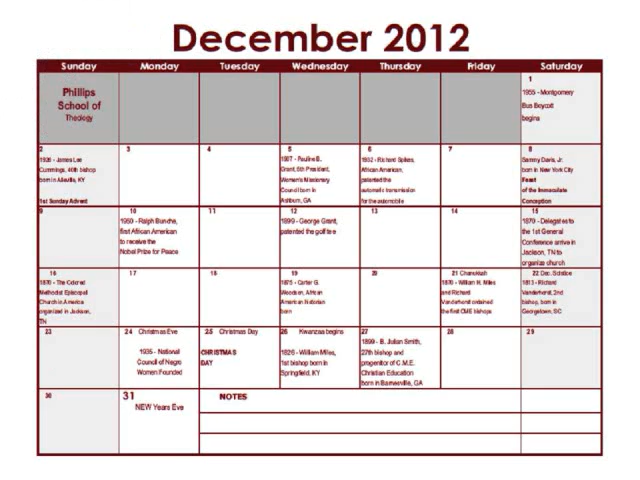 December 2012
Sunday Monday Tuesday Wednesday Thursday Friday Saturday
Phillips
School of
Theology
1
1955 - Montgomery
Bus Boycott
begins
2
1926 - James Lee
Cummings, 46th bishop
born in Alleville, KY
1st Sunday Advent
3
4
5
1887 - Pauline B.
Grant, 6th President,
Women's Missionary
Council born in
Ashburn, GA
6
1932 - Richard Spikes,
African American,
patented the
automatic transmission
for the automobile
7
8
Sammy Davis, Jr.
born in New York City
Feast
of the Immaculate
Conception
9
10
1950 - Ralph Bunche,
first African American
to receive the
Nobel Prize for Peace
11
12
1899 - George Grant,
patented the golf tee
13
14
15
1870 - Delegates to
the 1st General
Conference arrive in
Jackson, TN to
organize church
16
1870 - The Colored
Methodist Episcopal
Church in America
organized in Jackson,
TN
17
18
19
1875 - Carter G.
Woodson, African
American historian
born
20
21 Chanukah
1870 - William H. Miles
and Richard
Vanderhorst ordained
the first CME bishops
22 Dec. Solstice
1813 - Richard
Vanderhorst, 2nd
bishop, born in
Georgetown, SC
23
24 Christmas Eve
1935 - National
Council of Negro
Women Founded
25 Christmas Day
CHRISTMAS
DAY
26 Kwanzaa begins
1828 - William Miles,
1st bishop born in
Springfield, KY
27
1899 - B. Julian Smith,
27th bishop and
progenitor of C.M.E.
Christian Education
born in Barnesville, GA
28
29
30
31
NEW Years Eve
NOTES